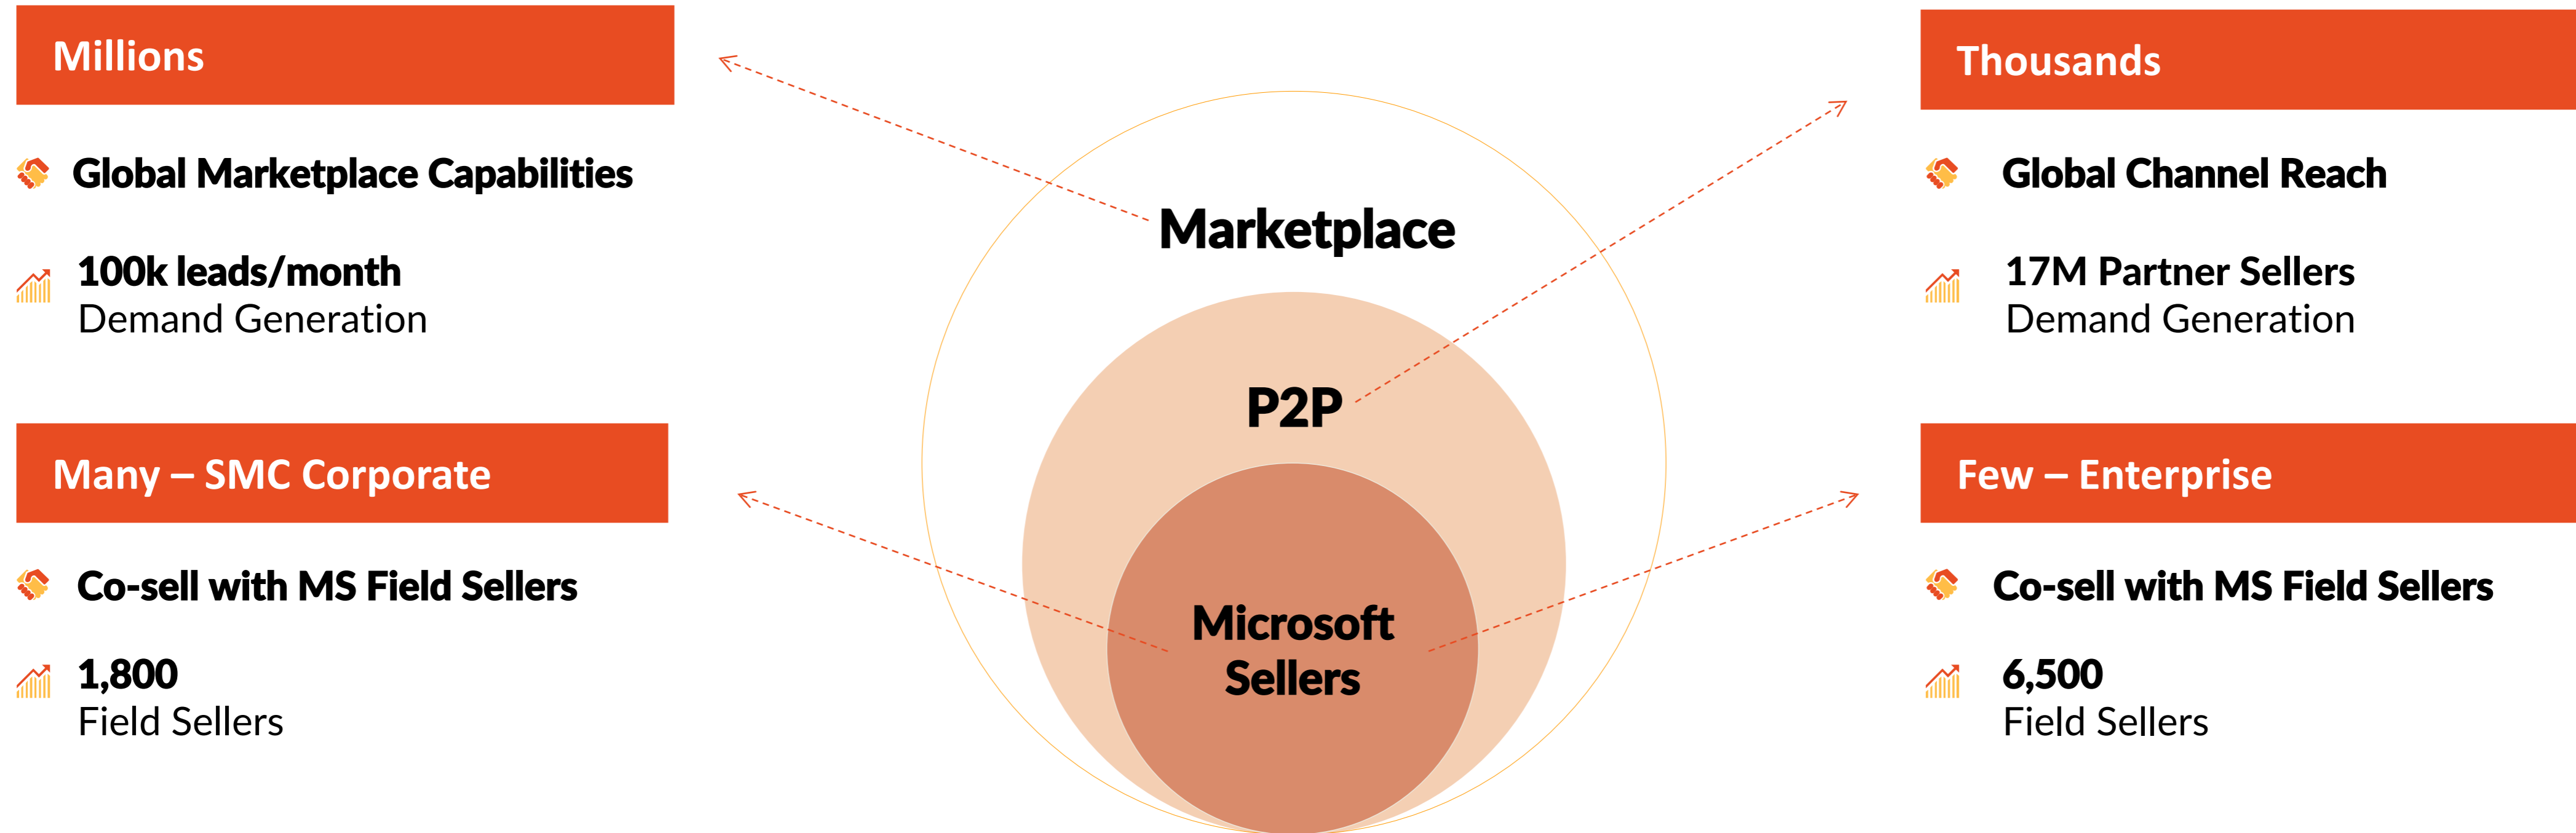 Millions
Global Marketplace Capabilities
100k leads/month
Demand Generation
Many – SMC Corporate
Co-sell with MS Field Sellers
1,800
Field Sellers
Marketplace
P2P
Microsoft
Sellers
Thousands
Global Channel Reach
17M Partner Sellers
Demand Generation
Few – Enterprise
Co-sell with MS Field Sellers
6,500
Field Sellers